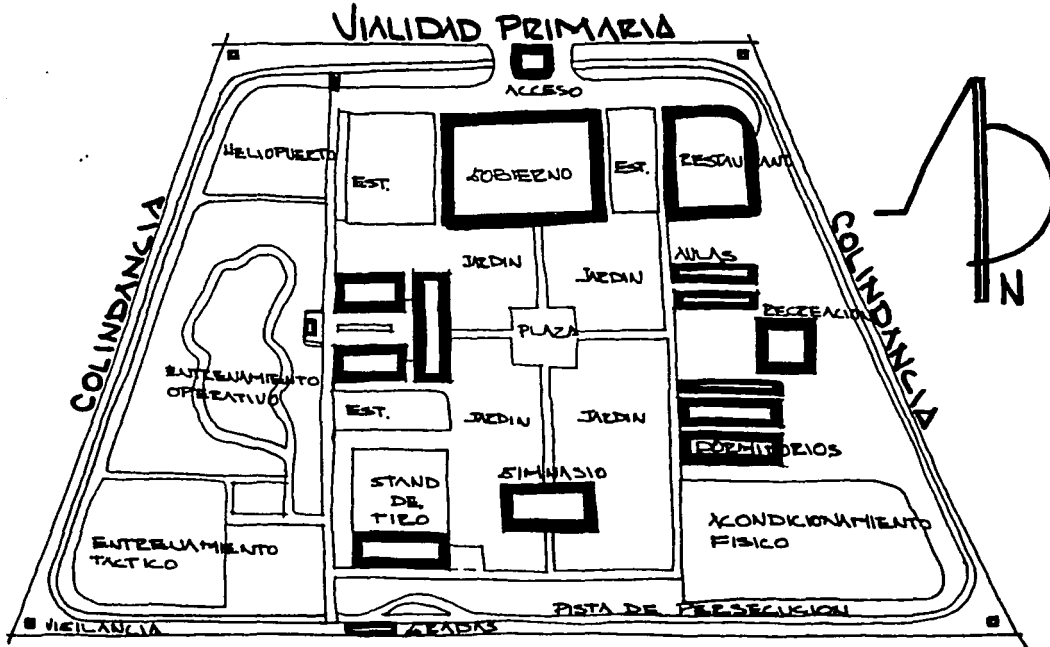 VIALIDAD PRIMARIA
ACCESO
HELIOPUERTO
EST.
GOBIERNO
EST.
RESTAURANT
COLINDANCIA
COLINDANCIA
N
JARDIN
JARDIN
AULAS
RECREACION
PLAZA
ENTRENAMIENTO
OPERATIVO
EST.
JARDIN
JARDIN
DORMITORIOS
STAND
DE
TIRO
GIMNASIO
ENTRENAMIENTO
TACTICO
ACONDICIONAMIENTO
FISICO
PISTA DE PERSECUCION
VIGILANCIA
GRADAS